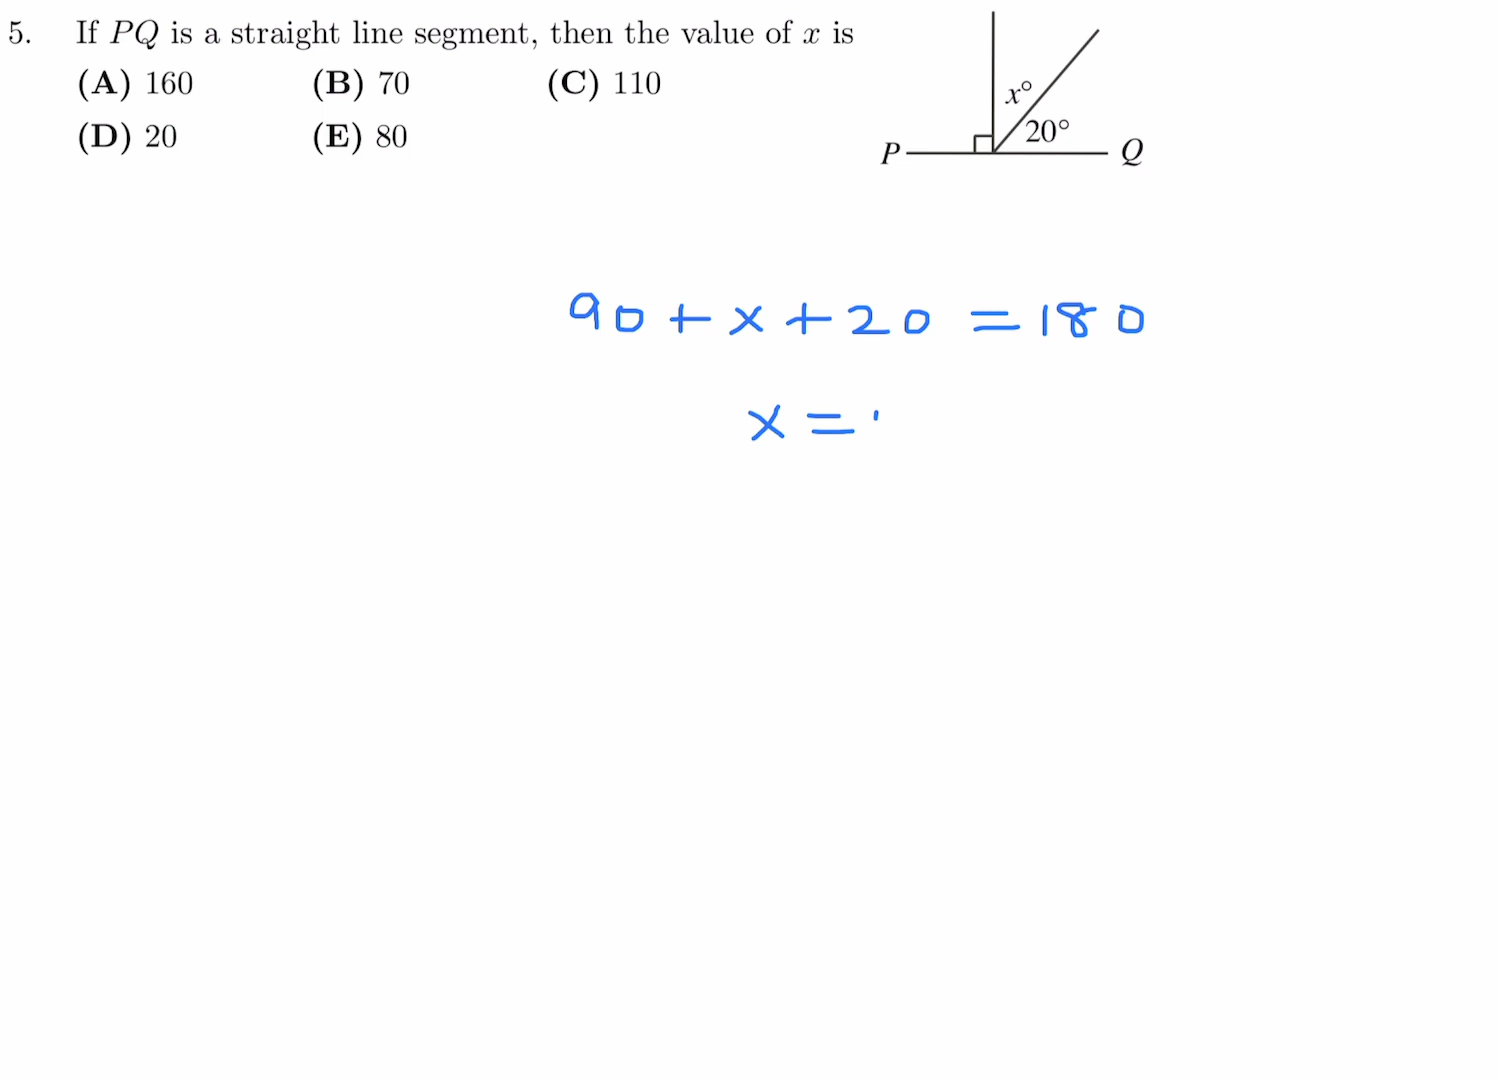 5. If PQ is a straight line segment, then the value of x is
(A) 160 (B) 70 (C) 110
(D) 20 (E) 80
x°
20°
P Q
90 + x + 20 = 180
x =